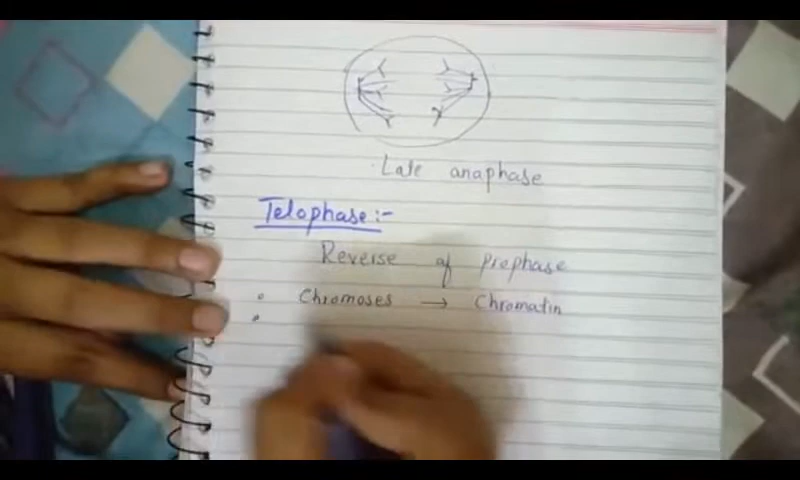 Late anaphase
Telophase:-
Reverse of prophase
Chromoses → Chromatin